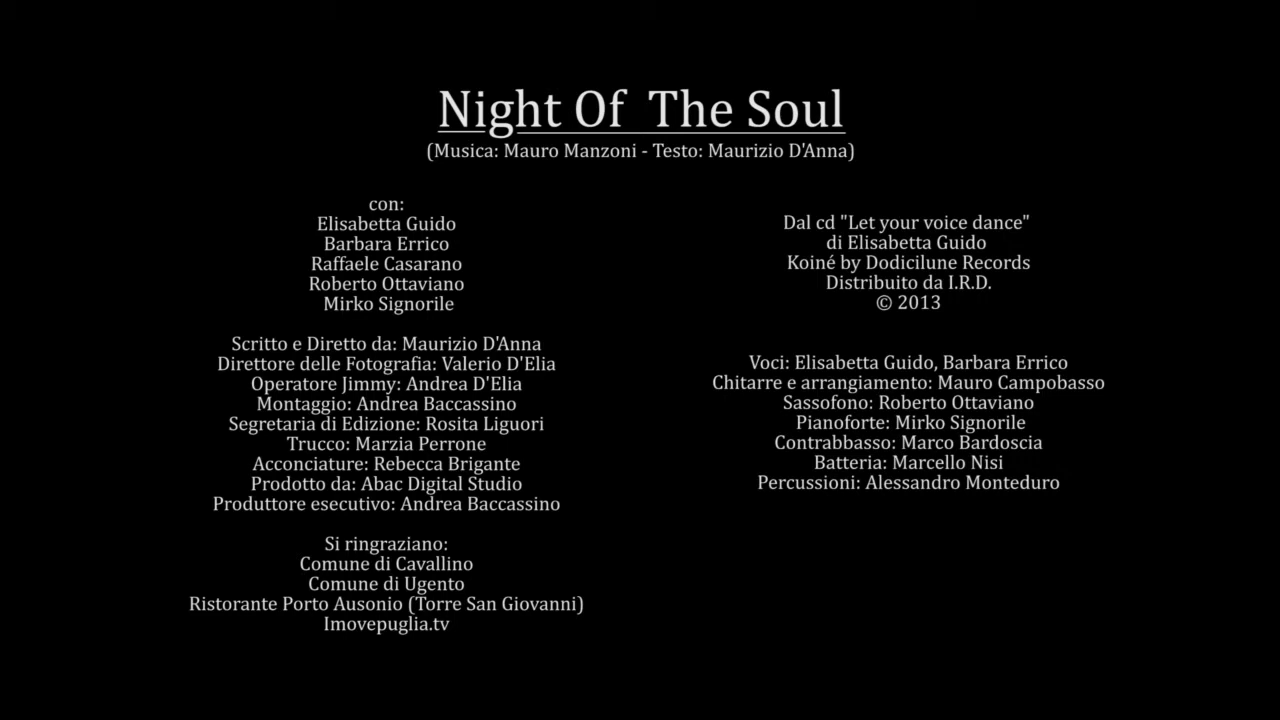 Night Of The Soul
(Musica: Mauro Manzoni - Testo: Maurizio D'Anna)
con:
Elisabetta Guido
Barbara Errico
Raffaele Casarano
Roberto Ottaviano
Mirko Signorile
Scritto e Diretto da: Maurizio D'Anna
Direttore delle Fotografia: Valerio D'Elia
Operatore Jimmy: Andrea D'Elia
Montaggio: Andrea Baccassino
Segretaria di Edizione: Rosita Liguori
Trucco: Marzia Perrone
Acconciature: Rebecca Brigante
Prodotto da: Abac Digital Studio
Produttore esecutivo: Andrea Baccassino
Si ringraziano:
Comune di Cavallino
Comune di Ugento
Ristorante Porto Ausonio (Torre San Giovanni)
Imovepuglia.tv
Dal cd "Let your voice dance"
di Elisabetta Guido
Koiné by Dodicilune Records
Distribuito da I.R.D.
© 2013
Voci: Elisabetta Guido, Barbara Errico
Chitarre e arrangiamento: Mauro Campobasso
Sassofono: Roberto Ottaviano
Pianoforte: Mirko Signorile
Contrabbasso: Marco Bardoscia
Batteria: Marcello Nisi
Percussioni: Alessandro Monteduro